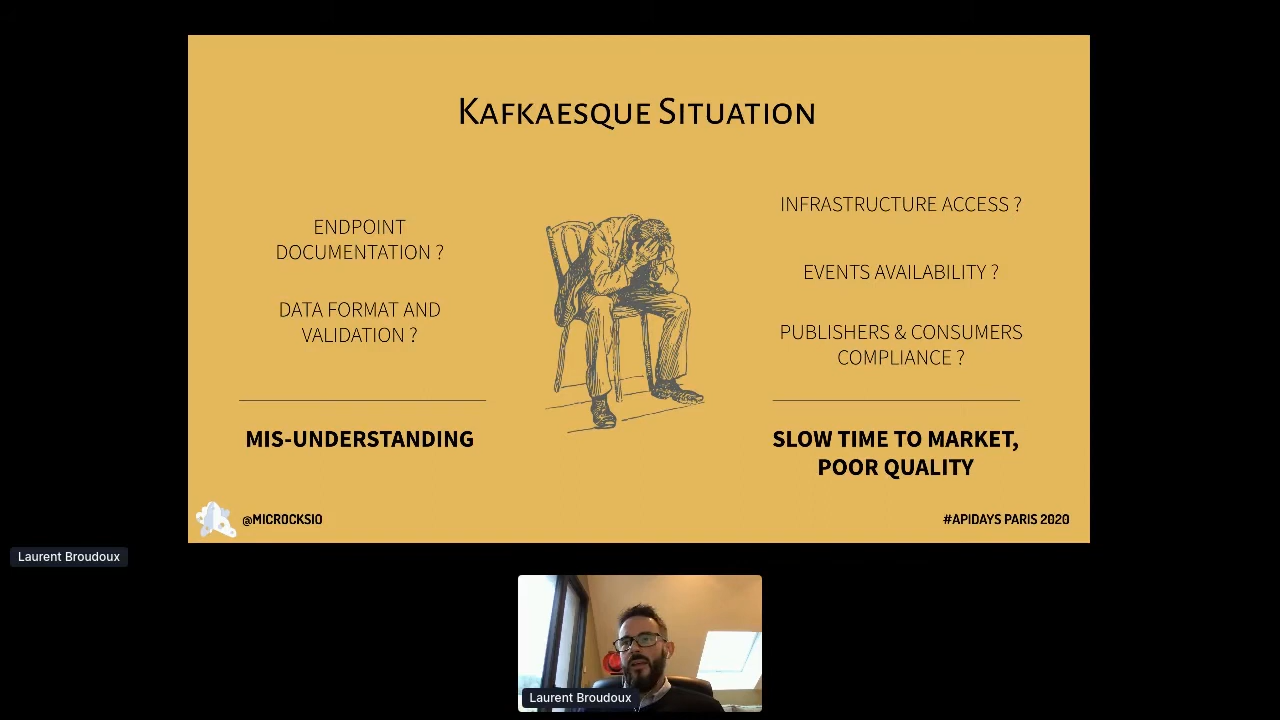 Kafkaesque Situation
ENDPOINT
DOCUMENTATION ?
DATA FORMAT AND
VALIDATION ?
MIS-UNDERSTANDING
INFRASTRUCTURE ACCESS ?
EVENTS AVAILABILITY ?
PUBLISHERS & CONSUMERS
COMPLIANCE ?
SLOW TIME TO MARKET,
POOR QUALITY
@MICROCKSIO
#APIDAYS PARIS 2020
Laurent Broudoux
Laurent Broudoux